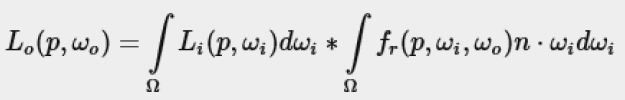 L_o(p, ω_o) = ∫_Ω L_i(p, ω_i)dω_i * ∫_Ω f_r(p, ω_i, ω_o)n · ω_i dω_i